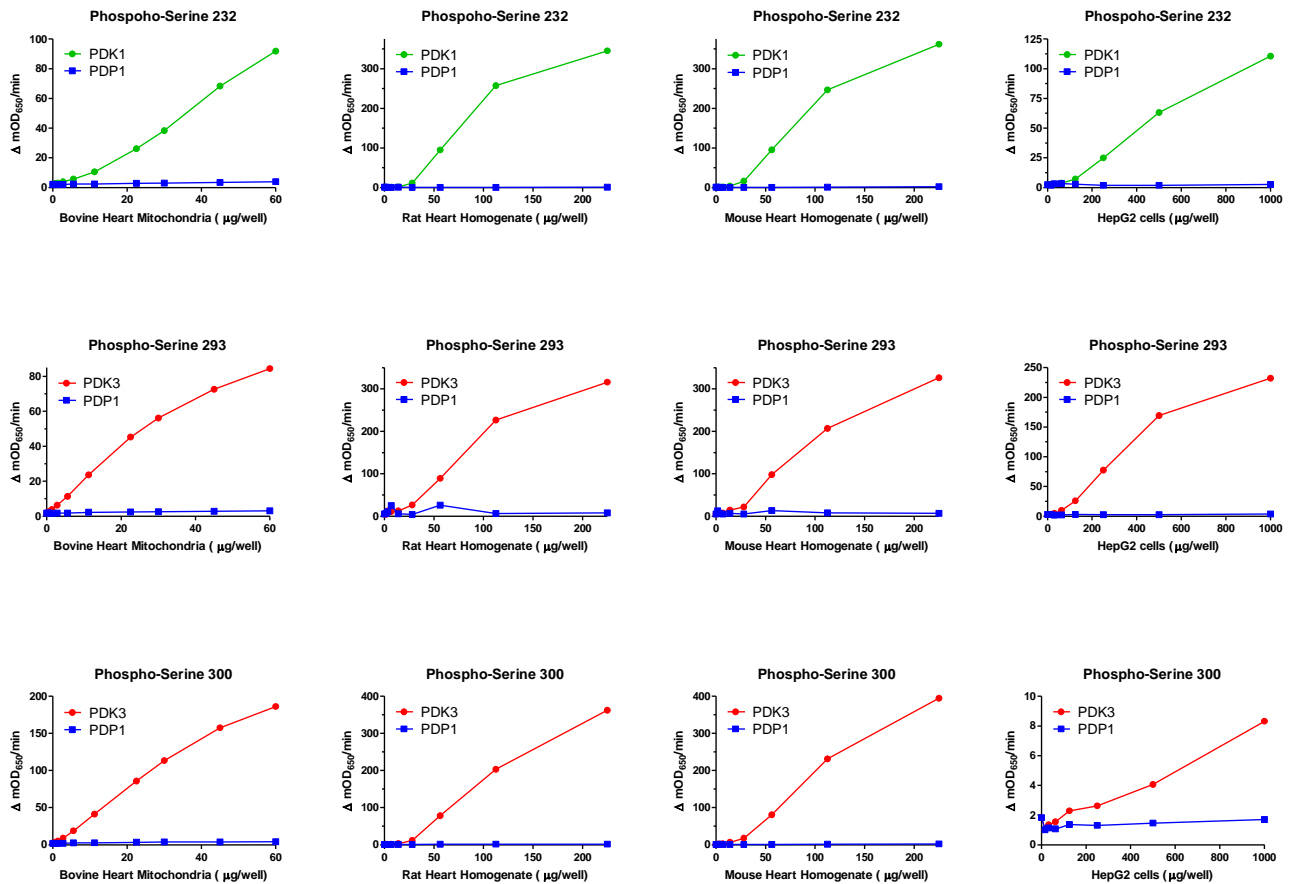 Phospoho-Serine 232
100
80
60
40
20
0
Δ mOD650/min
PDK1
PDP1
0 20 40 60
Bovine Heart Mitochondria ( μg/well)
Phospoho-Serine 232
300
200
100
0
Δ mOD650/min
PDK1
PDP1
0 50 100 150 200
Rat Heart Homogenate ( μg/well)
Phospoho-Serine 232
300
200
100
0
Δ mOD650/min
PDK1
PDP1
0 50 100 150 200
Mouse Heart Homogenate ( μg/well)
Phospoho-Serine 232
125
100
75
50
25
0
Δ mOD650/min
PDK1
PDP1
0 200 400 600 800 1000
HepG2 cells (μg/well)
Phospho-Serine 293
80
60
40
20
0
Δ mOD650/min
PDK3
PDP1
0 20 40 60
Bovine Heart Mitochondria ( μg/well)
Phospho-Serine 293
300
200
100
0
Δ mOD650/min
PDK3
PDP1
0 50 100 150 200
Rat Heart Homogenate ( μg/well)
Phospho-Serine 293
300
200
100
0
Δ mOD650/min
PDK3
PDP1
0 50 100 150 200
Mouse Heart Homogenate ( μg/well)
Phospho-Serine 293
250
200
150
100
50
0
Δ mOD650/min
PDK3
PDP1
0 200 400 600 800 1000
HepG2 cells (μg/well)
Phospho-Serine 300
200
150
100
50
0
Δ mOD650/min
PDK3
PDP1
0 20 40 60
Bovine Heart Mitochondria ( μg/well)
Phospho-Serine 300
400
300
200
100
0
Δ mOD650/min
PDK3
PDP1
0 50 100 150 200
Rat Heart Homogenate ( μg/well)
Phospho-Serine 300
400
300
200
100
0
Δ mOD650/min
PDK3
PDP1
0 50 100 150 200
Mouse Heart Homogenate ( μg/well)
Phospho-Serine 300
10
8
6
4
2
0
Δ mOD650/min
PDK3
PDP1
0 200 400 600 800 1000
HepG2 cells (μg/well)